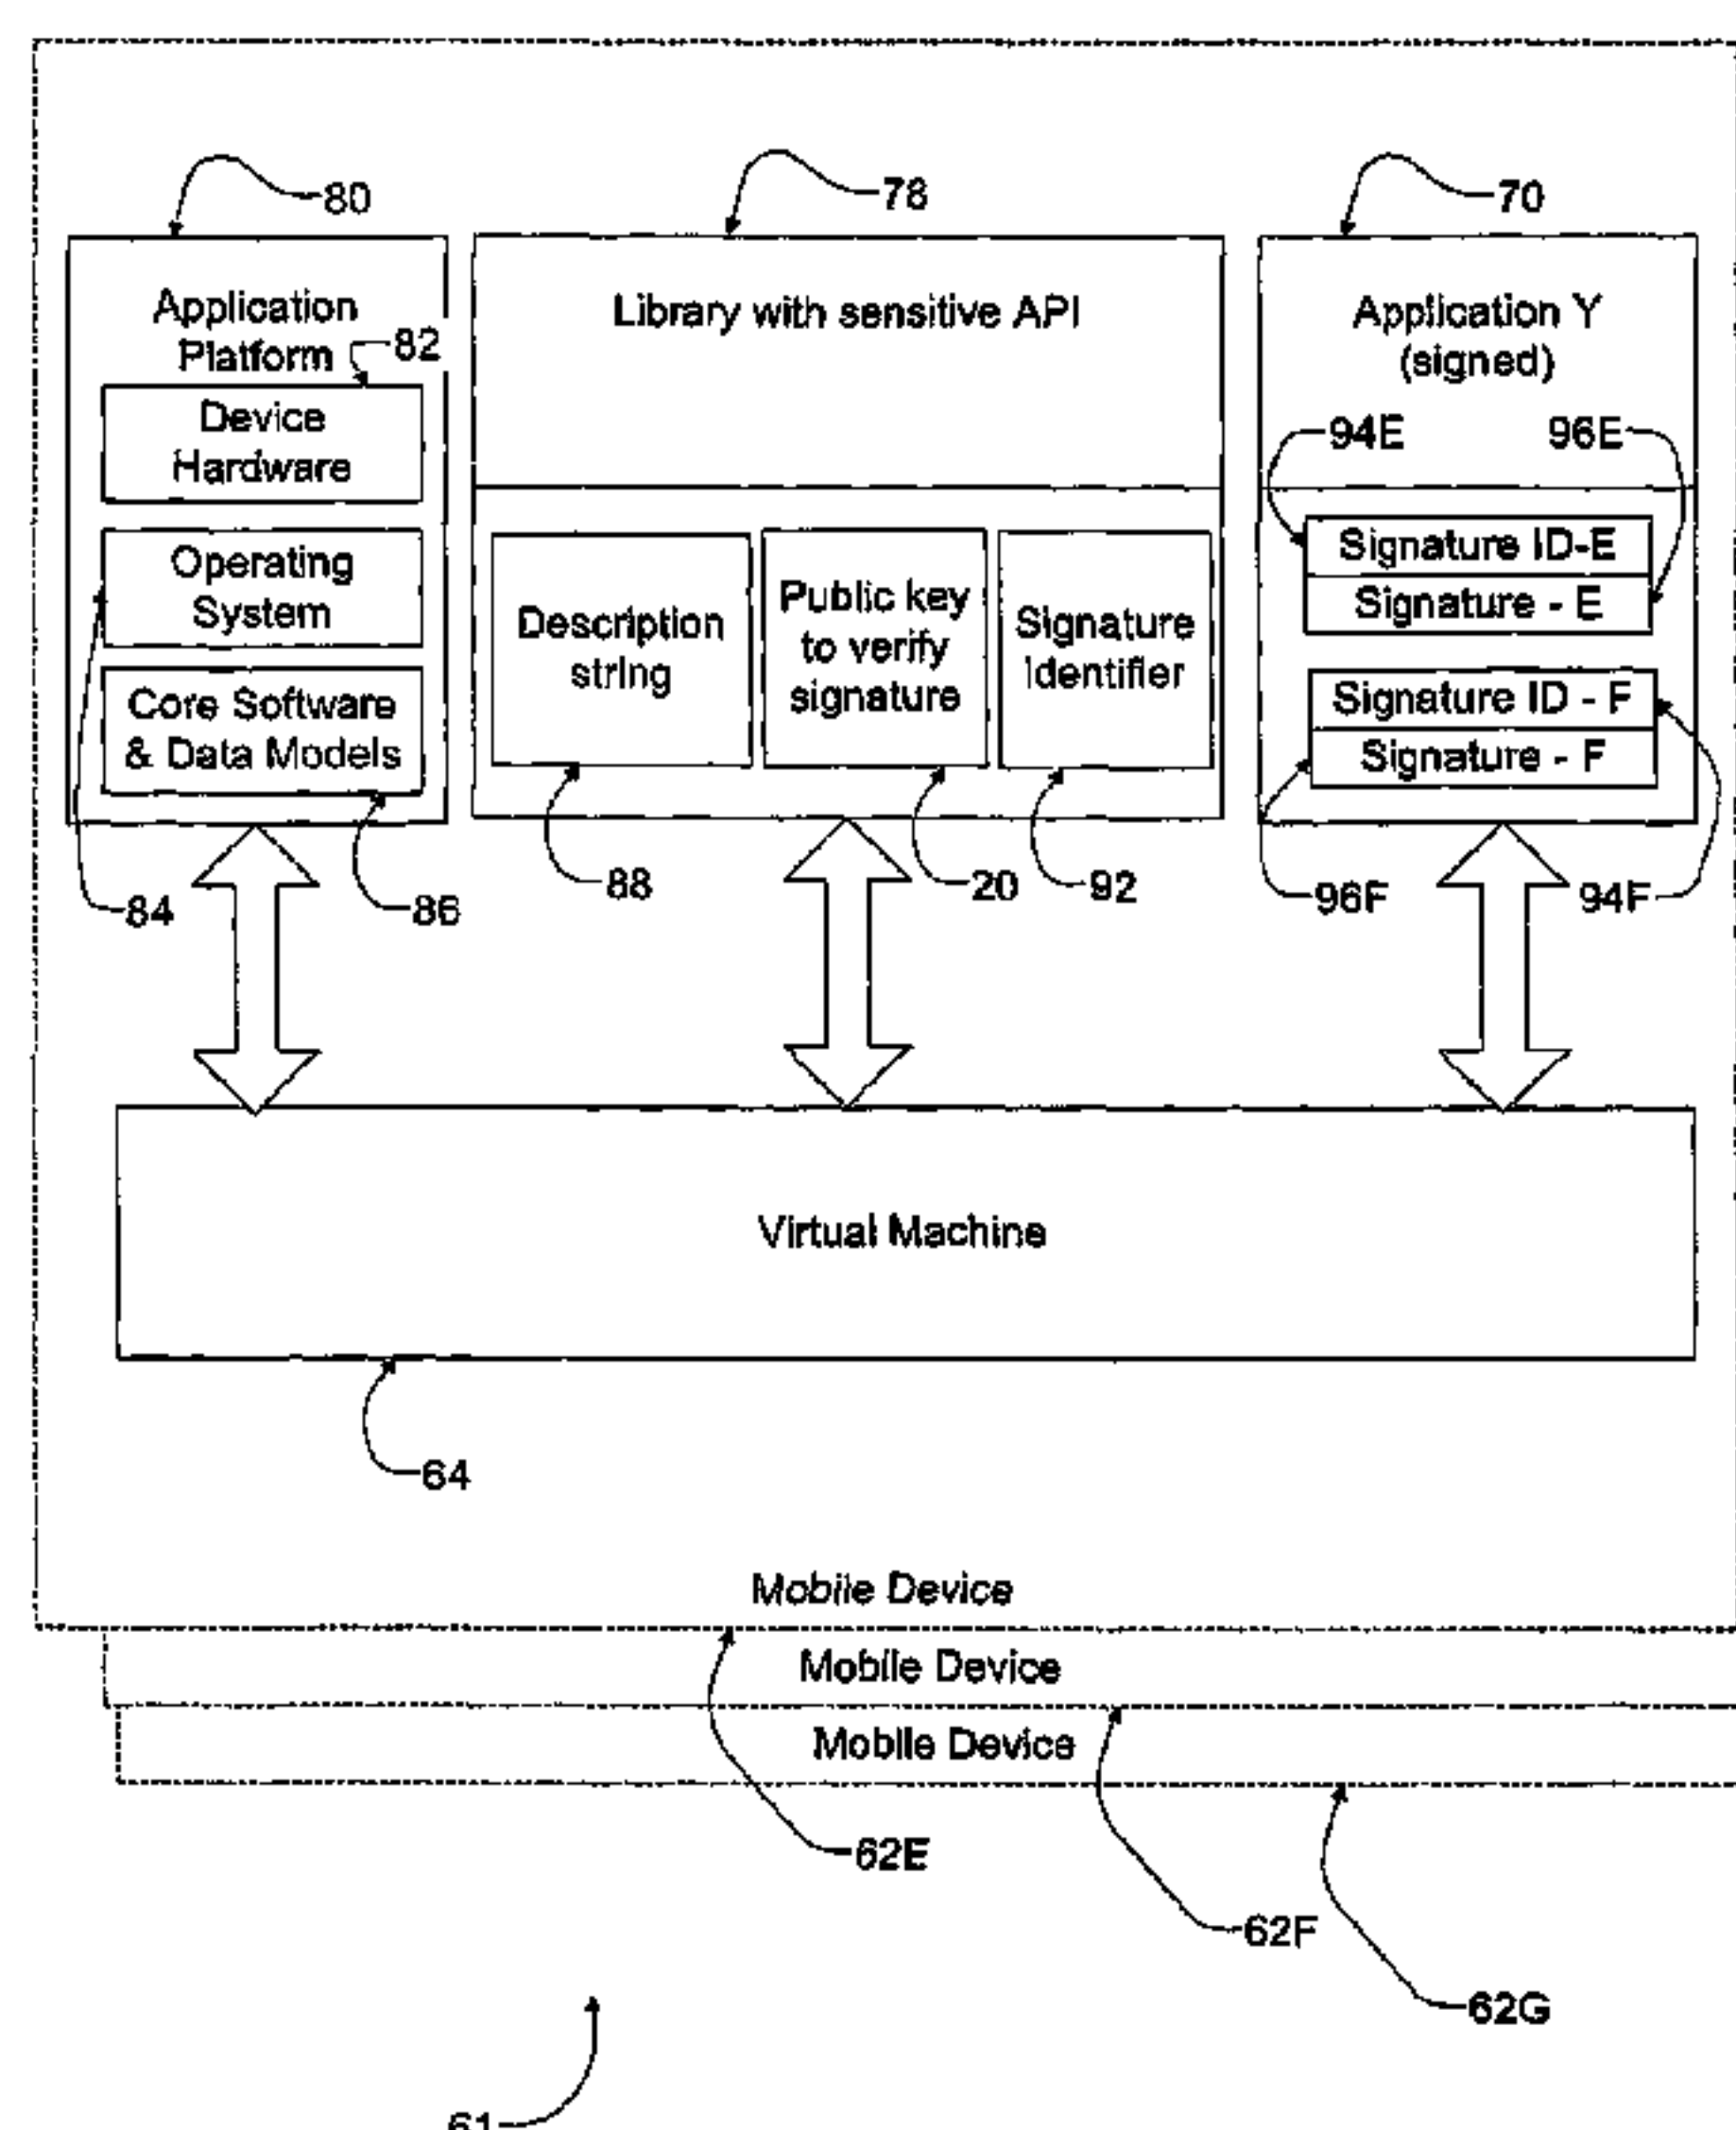 80
78
70
Application
Platform
82
Device
Hardware
Operating
System
Core Software
& Data Models
84
86
Library with sensitive API
Description
string
Public key
to verify
signature
Signature
identifier
88
20
92
Application Y
(signed)
94E
96E
Signature ID-E
Signature - E
Signature ID - F
Signature - F
96F
94F
Virtual Machine
64
Mobile Device
Mobile Device
Mobile Device
62E
62F
62G
61